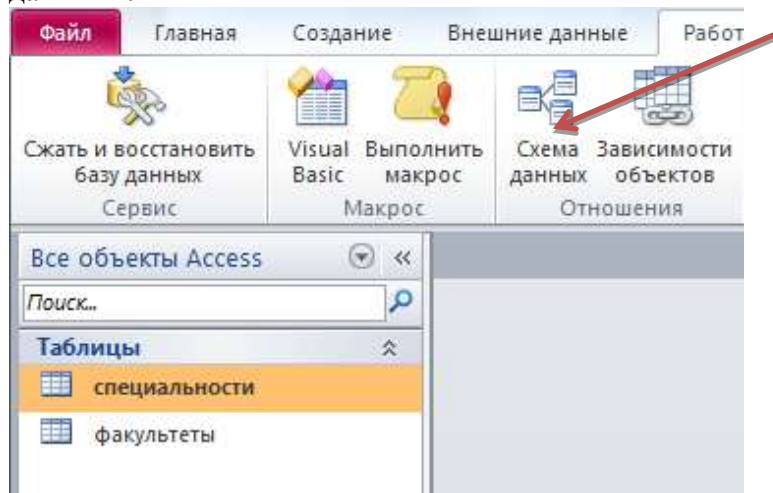 Файл Главная Создание Внешние данные Работ
Сжать и восстановить Visual Выполнить Схема Зависимости
базу данных Basic макрос данных объектов
Сервис Макрос Отношения
Все объекты Access
Поиск...
Таблицы
специальности
факультеты